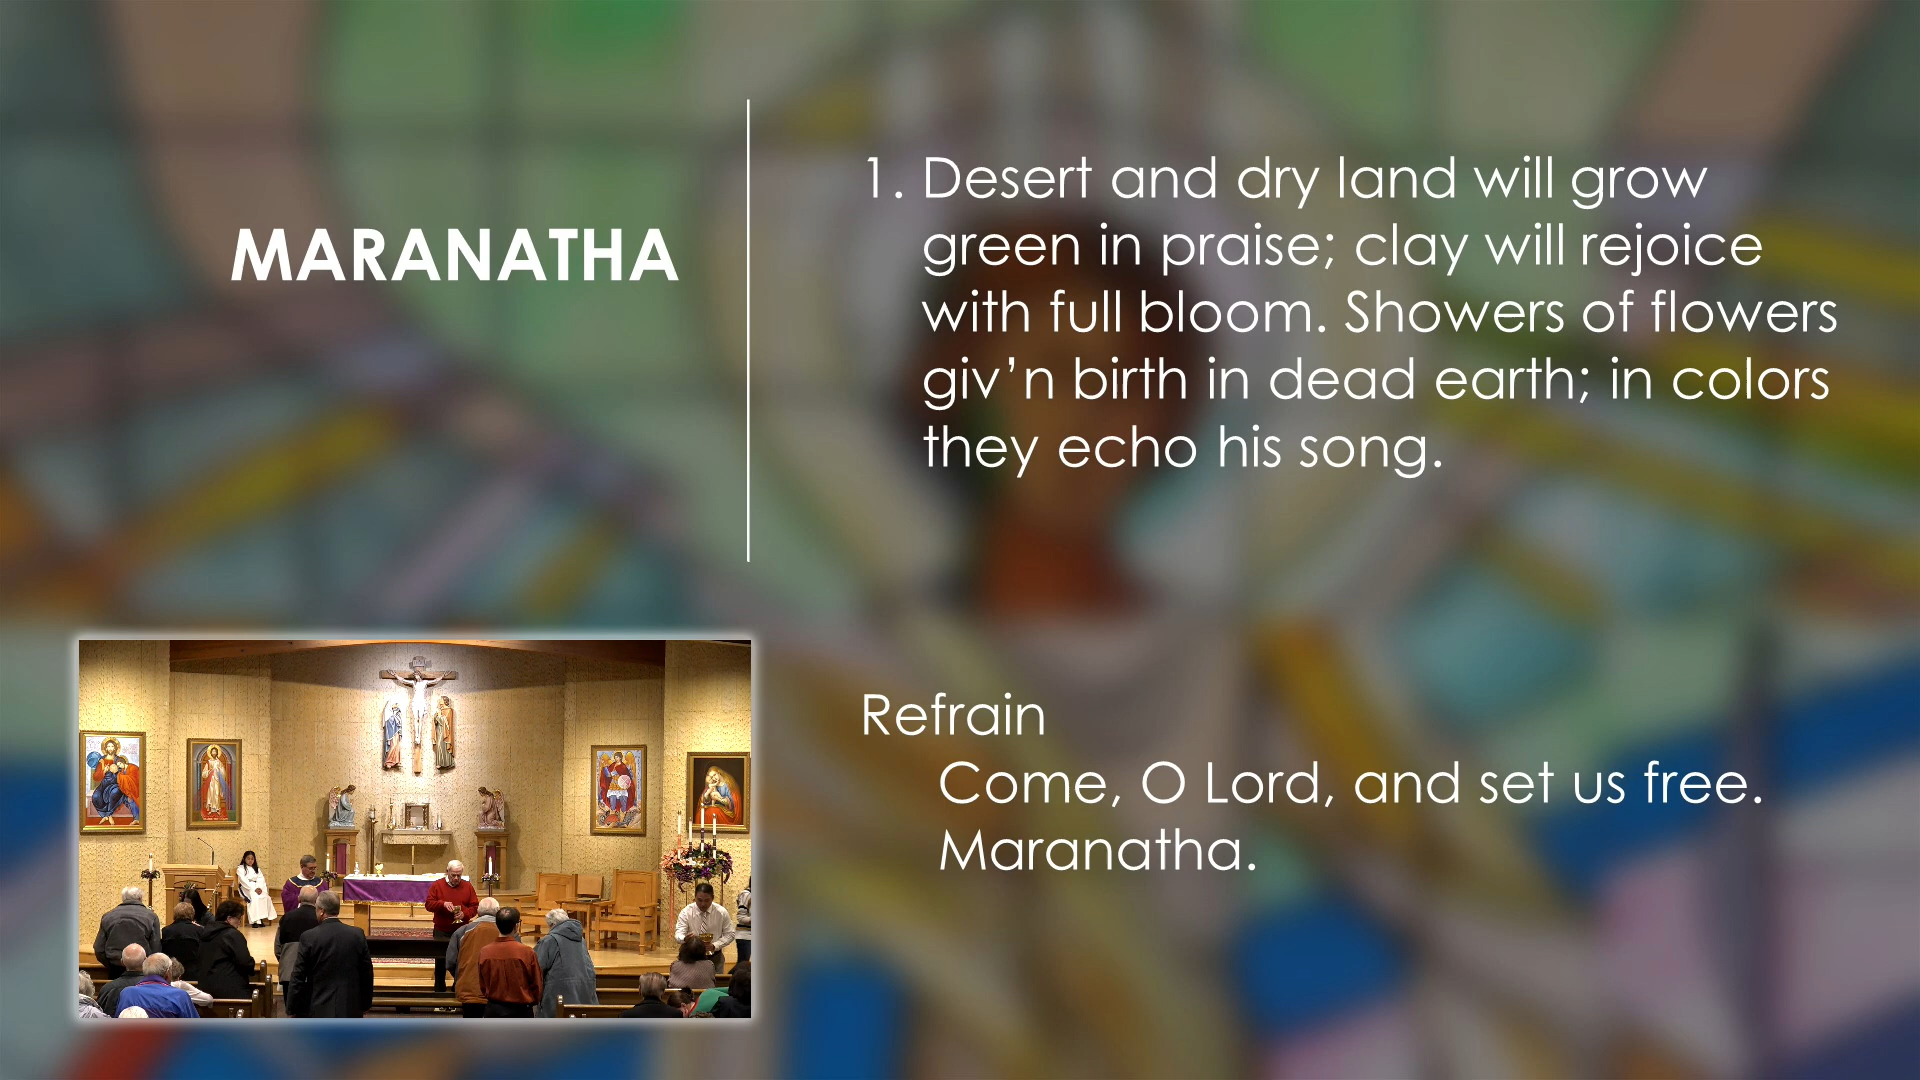 MARANATHA
1. Desert and dry land will grow
green in praise; clay will rejoice
with full bloom. Showers of flowers
giv’n birth in dead earth; in colors
they echo his song.
Refrain
Come, O Lord, and set us free.
Maranatha.